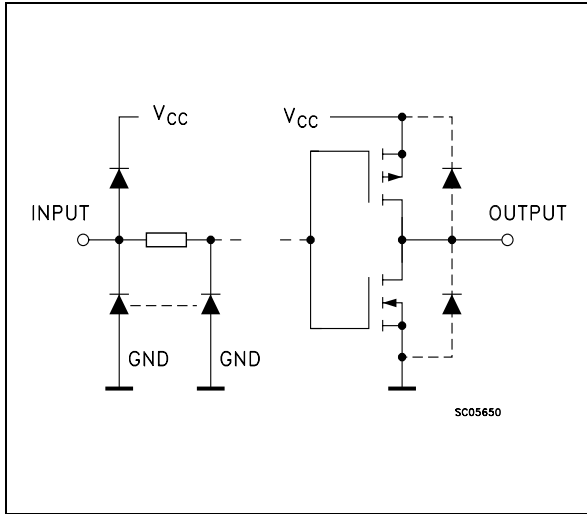 VCC
VCC
INPUT
OUTPUT
GND
GND
SC05650